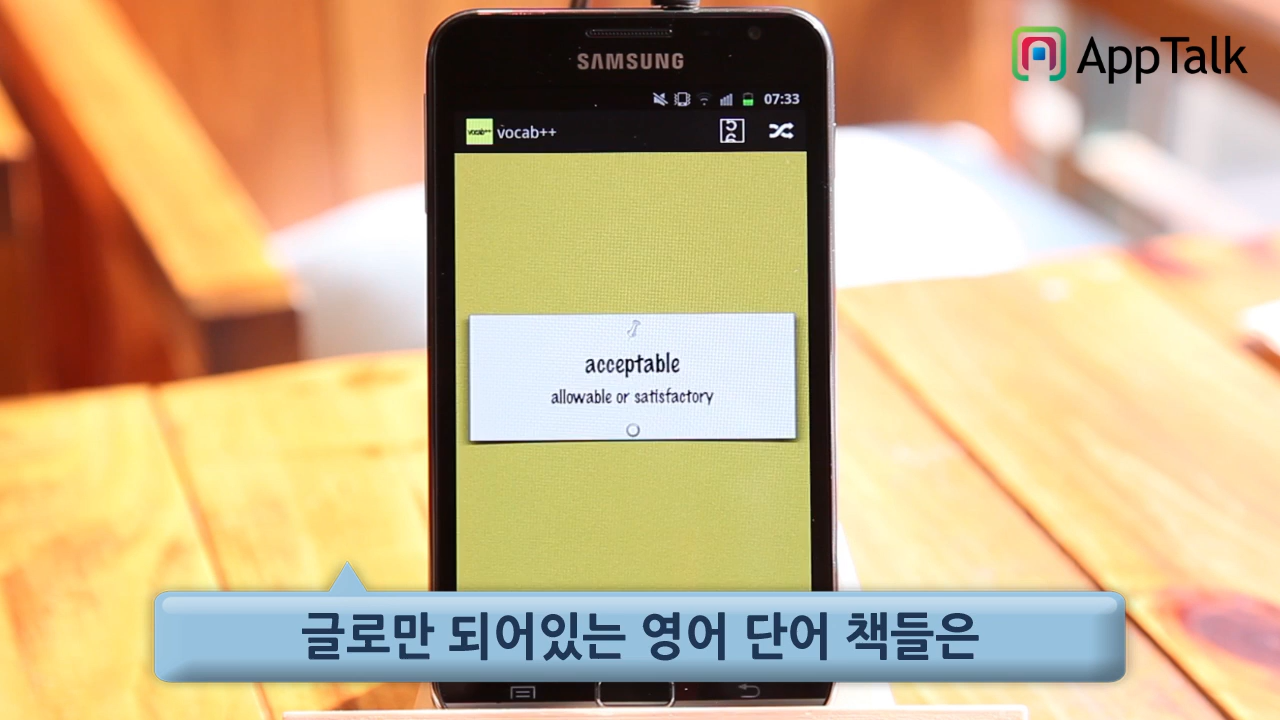 AppTalk
SAMSUNG
07:33
vocab++ vocab++
acceptable
allowable or satisfactory
글로만 되어있는 영어 단어 책들은